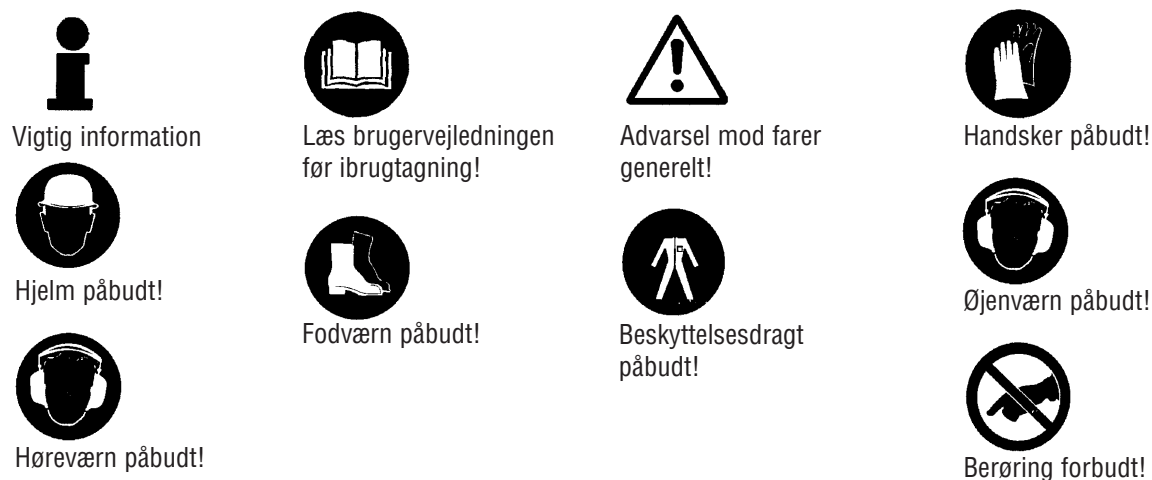 Vigtig information
Læs brugervejledningen
før ibrugtagning!
Advarsel mod farer
generelt!
Handsker påbudt!
Hjelm påbudt!
Fodværn påbudt!
Beskyttelsesdragt
påbudt!
Øjenværn påbudt!
Høreværn påbudt!
Berøring forbudt!